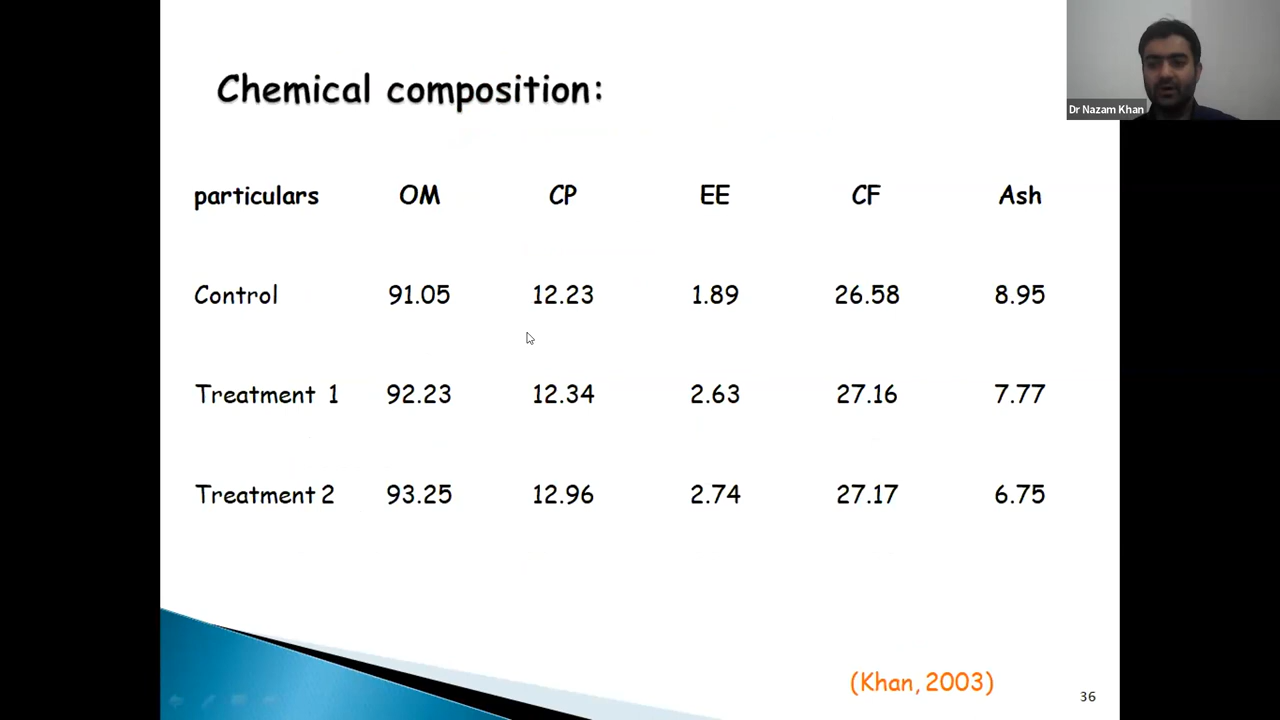 Dr Nazam Khan
Chemical composition:
particulars OM CP EE CF Ash
Control 91.05 12.23 1.89 26.58 8.95
Treatment 1 92.23 12.34 2.63 27.16 7.77
Treatment 2 93.25 12.96 2.74 27.17 6.75
(Khan, 2003)
36